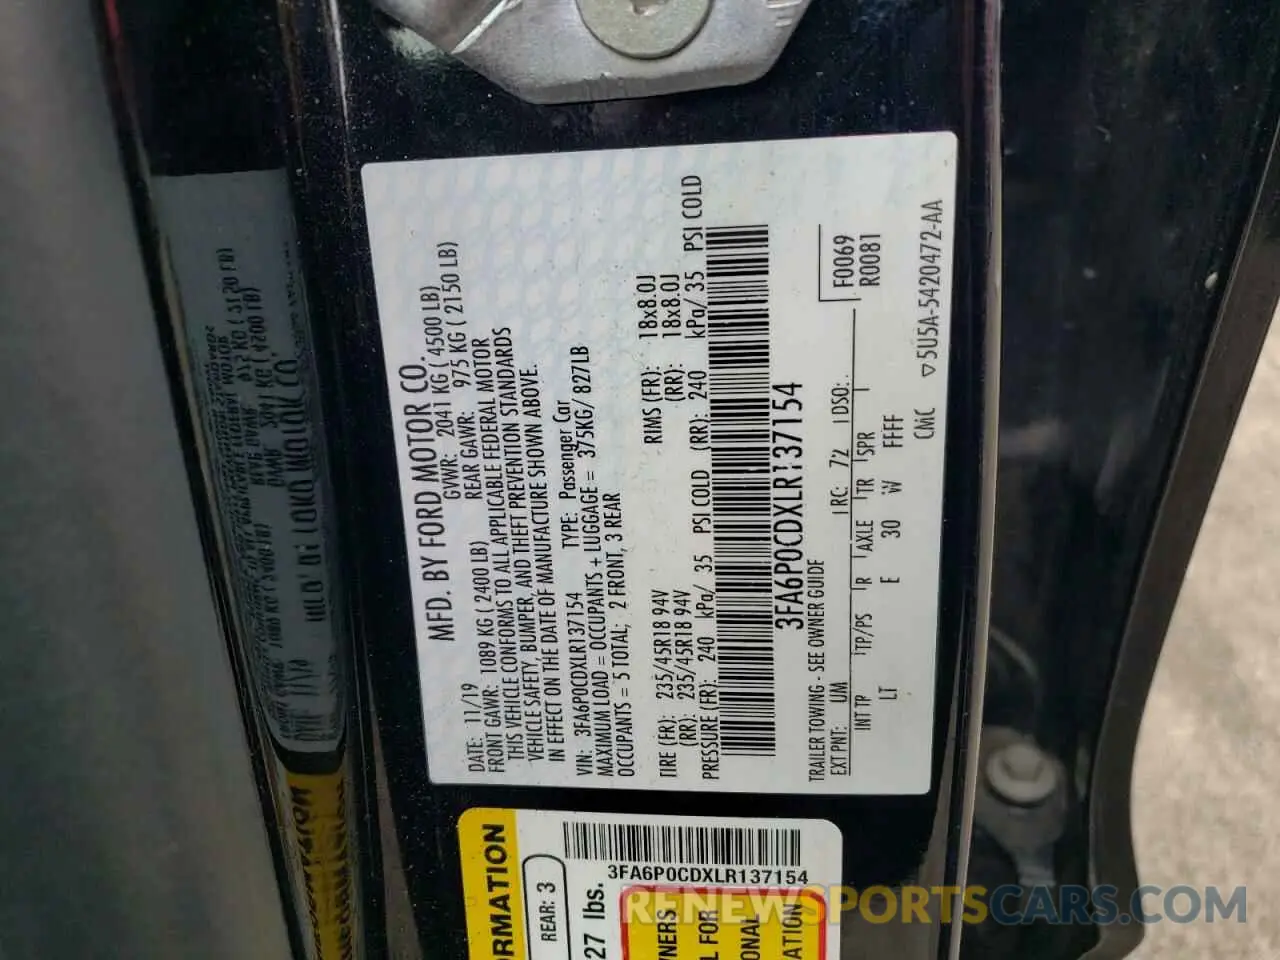 MFD. BY FORD MOTOR CO.
DATE: 11/19 GVWR: 2041 KG ( 4500 LB)
FRONT GAWR: 1089 KG ( 2400 LB) REAR GAWR: 975 KG ( 2150 LB)
THIS VEHICLE CONFORMS TO ALL APPLICABLE FEDERAL MOTOR
VEHICLE SAFETY, BUMPER, AND THEFT PREVENTION STANDARDS
IN EFFECT ON THE DATE OF MANUFACTURE SHOWN ABOVE.
VIN: 3FA6P0CDXLR137154 TYPE: Passenger Car
MAXIMUM LOAD = OCCUPANTS + LUGGAGE = 375KG/ 827LB
OCCUPANTS = 5 TOTAL; 2 FRONT, 3 REAR
TIRE (FR): 235/45R18 94V RIMS (FR): 18x8.0J
(RR): 235/45R18 94V (RR): 18x8.0J
PRESSURE (FR): 240 kPa/ 35 PSI COLD (RR): 240 kPa/ 35 PSI COLD
3FA6P0CDXLR137154
TRAILER TOWING - SEE OWNER GUIDE
F0069
R0081
EXT PNT: UM RC: 72 DSO:
INT TP TP/PS R AXLE TR SPR
LT E 30 W FFFF
CMC ▽5U5A-5420472-AA
3FA6P0CDXLR137154
RMATION
REAR: 3
27 lbs.
WNERS
L FOR
ONAL
ATION
RENEWSPORTSCARS.COM